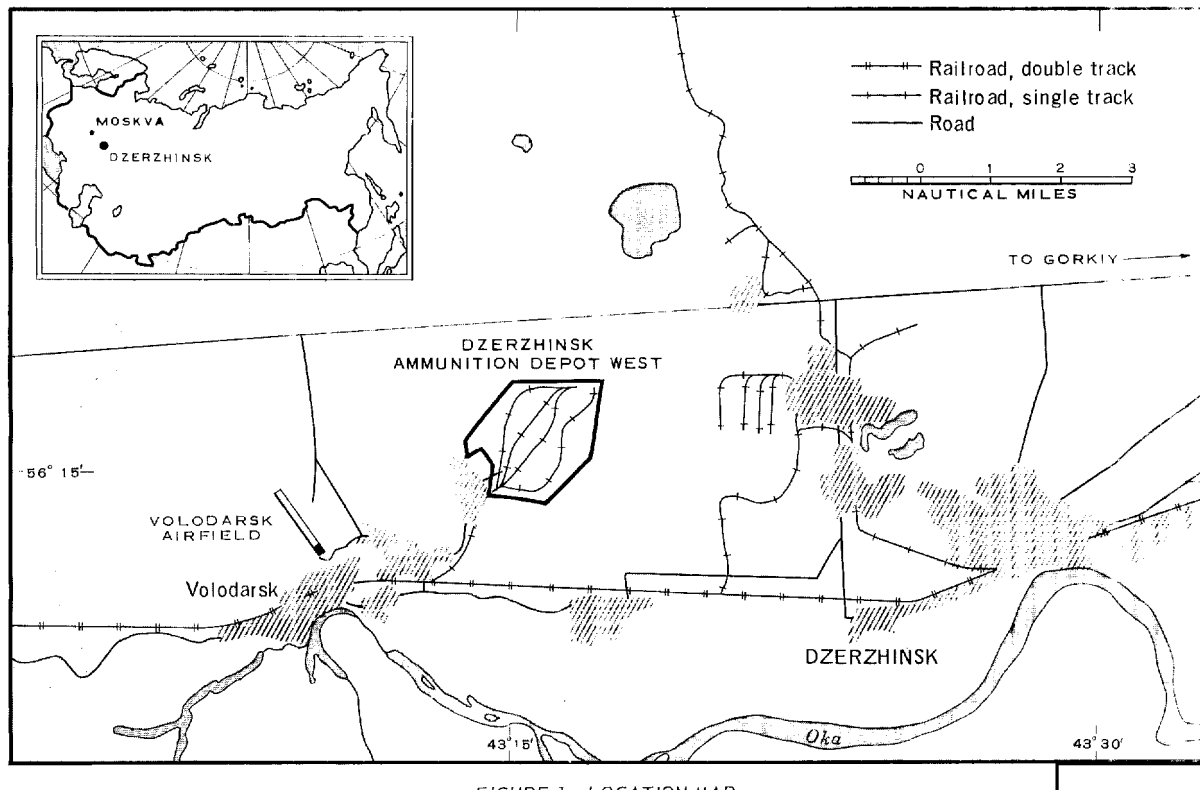 MOSKVA
DZERZHINSK
Railroad, double track
Railroad, single track
Road
0 1 2 3
NAUTICAL MILES
TO GORKIY
DZERZHINSK
AMMUNITION DEPOT WEST
56° 15′
VOLODARSK
AIRFIELD
Volodarsk
DZERZHINSK
Oka
43° 15′
43° 30′
FIGURE 1. LOCATION MAP